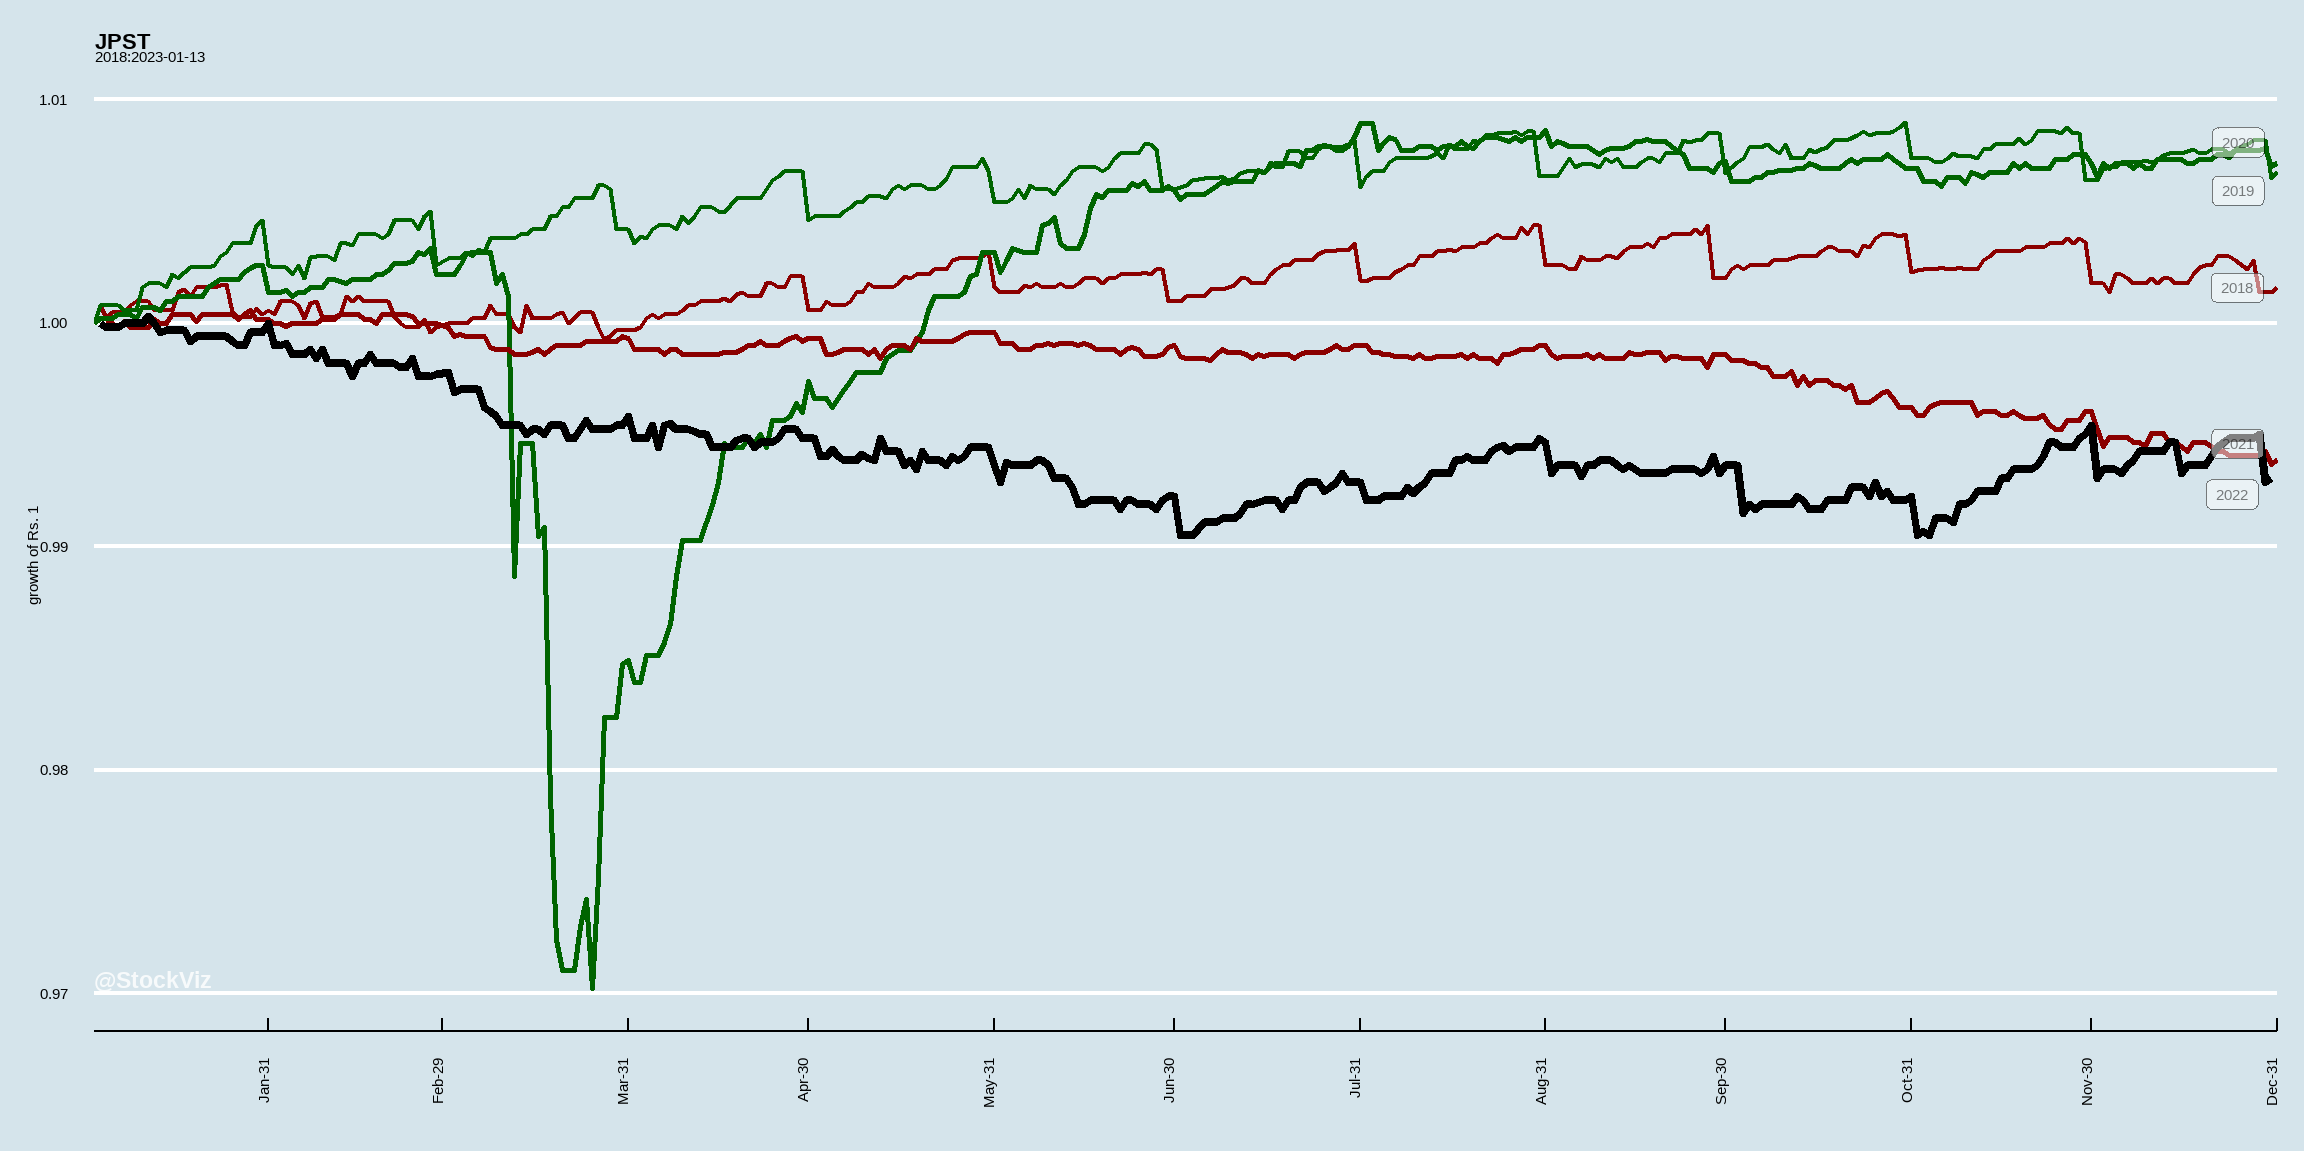 JPST
2018:2023-01-13
1.01
1.00
0.99
0.98
0.97
growth of Rs. 1
2020
2019
2018
2021
2022
@StockViz
Jan-31
Feb-29
Mar-31
Apr-30
May-31
Jun-30
Jul-31
Aug-31
Sep-30
Oct-31
Nov-30
Dec-31